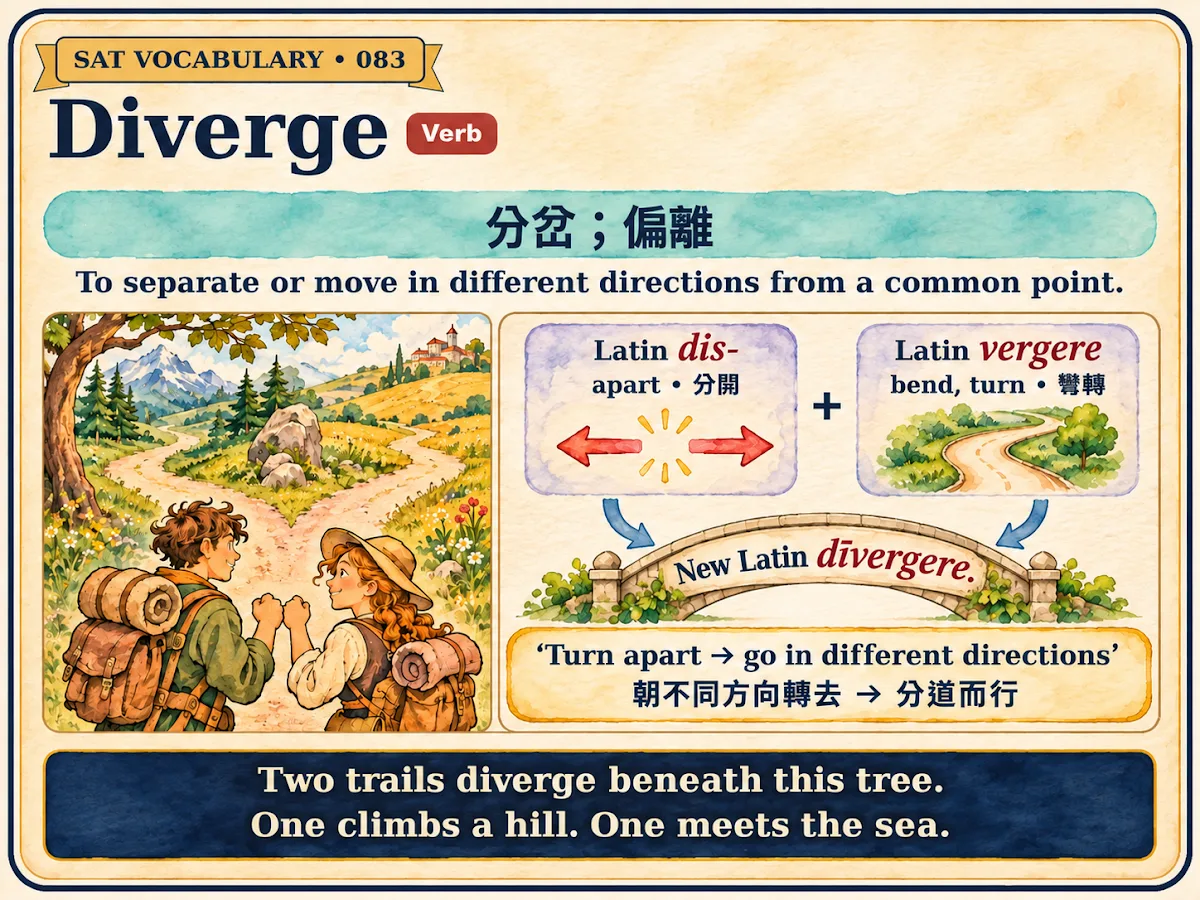 SAT VOCABULARY • 083
Diverge Verb
分岔；偏離
To separate or move in different directions from a common point.
Latin dis-
apart • 分開
+
Latin vergere
bend, turn • 彎轉
New Latin dīvergere.
‘Turn apart → go in different directions’
朝不同方向轉去 → 分道而行
Two trails diverge beneath this tree.
One climbs a hill. One meets the sea.